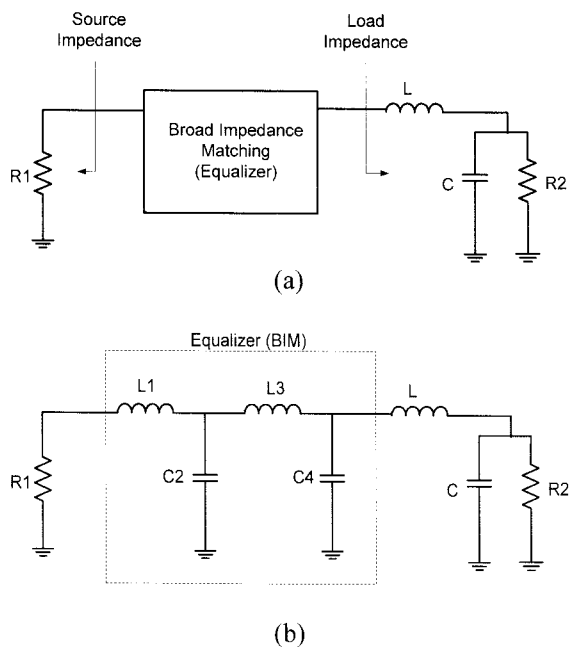 Source
Impedance
Load
Impedance
L
Broad Impedance
Matching
(Equalizer)
R1
C
R2
(a)
Equalizer (BIM)
L1
L3
L
R1
C2
C4
C
R2
(b)